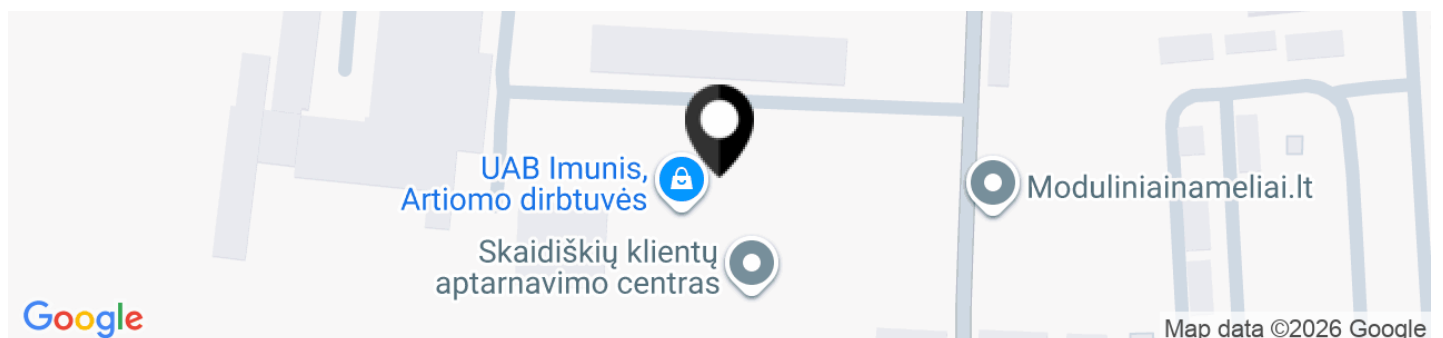 UAB Imunis,
Artiomo dirbtuvės
Moduliniainameliai.lt
Skaidiškių klientų
aptarnavimo centras
Google
Map data ©2026 Google